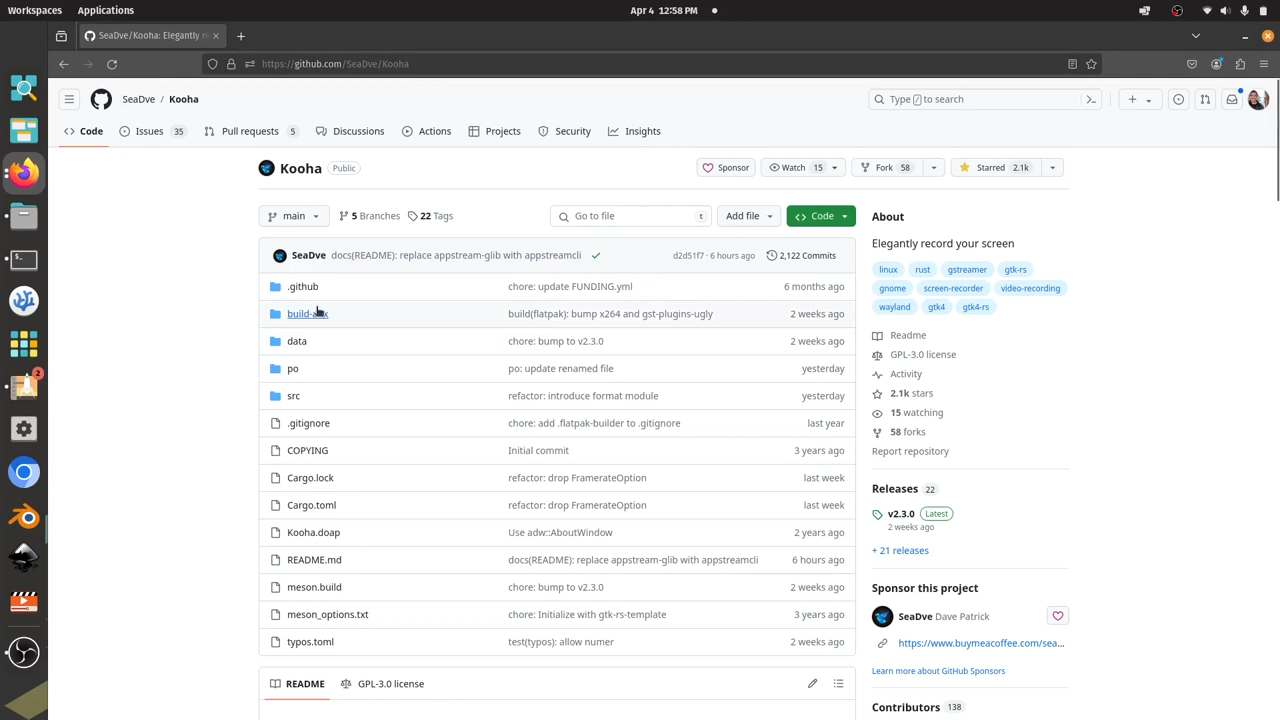 Workspaces Applications Apr 4 12:58 PM
SeaDve/Kooha: Elegantly re
https://github.com/SeaDve/Kooha
SeaDve / Kooha Type / to search
Code Issues 35 Pull requests 5 Discussions Actions Projects Security Insights
Kooha Public Sponsor Watch 15 Fork 58 Starred 2.1k
main 5 Branches 22 Tags Go to file t Add file Code
SeaDve docs(README): replace appstream-glib with appstreamcli d2d51f7 · 6 hours ago 2,122 Commits
.github chore: update FUNDING.yml 6 months ago
build(flatpak): bump x264 and gst-plugins-ugly 2 weeks ago
data chore: bump to v2.3.0 2 weeks ago
po po: update renamed file yesterday
src refactor: introduce format module yesterday
.gitignore chore: add .flatpak-builder to .gitignore last year
COPYING Initial commit 3 years ago
Cargo.lock refactor: drop FramerateOption last week
Cargo.toml refactor: drop FramerateOption last week
Kooha.doap Use adw::AboutWindow 2 years ago
README.md docs(README): replace appstream-glib with appstreamcli 6 hours ago
meson.build chore: bump to v2.3.0 2 weeks ago
meson_options.txt chore: Initialize with gtk-rs-template 3 years ago
typos.toml test(typos): allow numer 2 weeks ago
README GPL-3.0 license
About
Elegantly record your screen
linux rust gstreamer gtk-rs
gnome screen-recorder video-recording
wayland gtk4 gtk4-rs
Readme
GPL-3.0 license
Activity
2.1k stars
15 watching
58 forks
Report repository
Releases 22
v2.3.0 Latest
2 weeks ago
+ 21 releases
Sponsor this project
SeaDve Dave Patrick
https://www.buymeacoffee.com/sea...
Learn more about GitHub Sponsors
Contributors 138
2